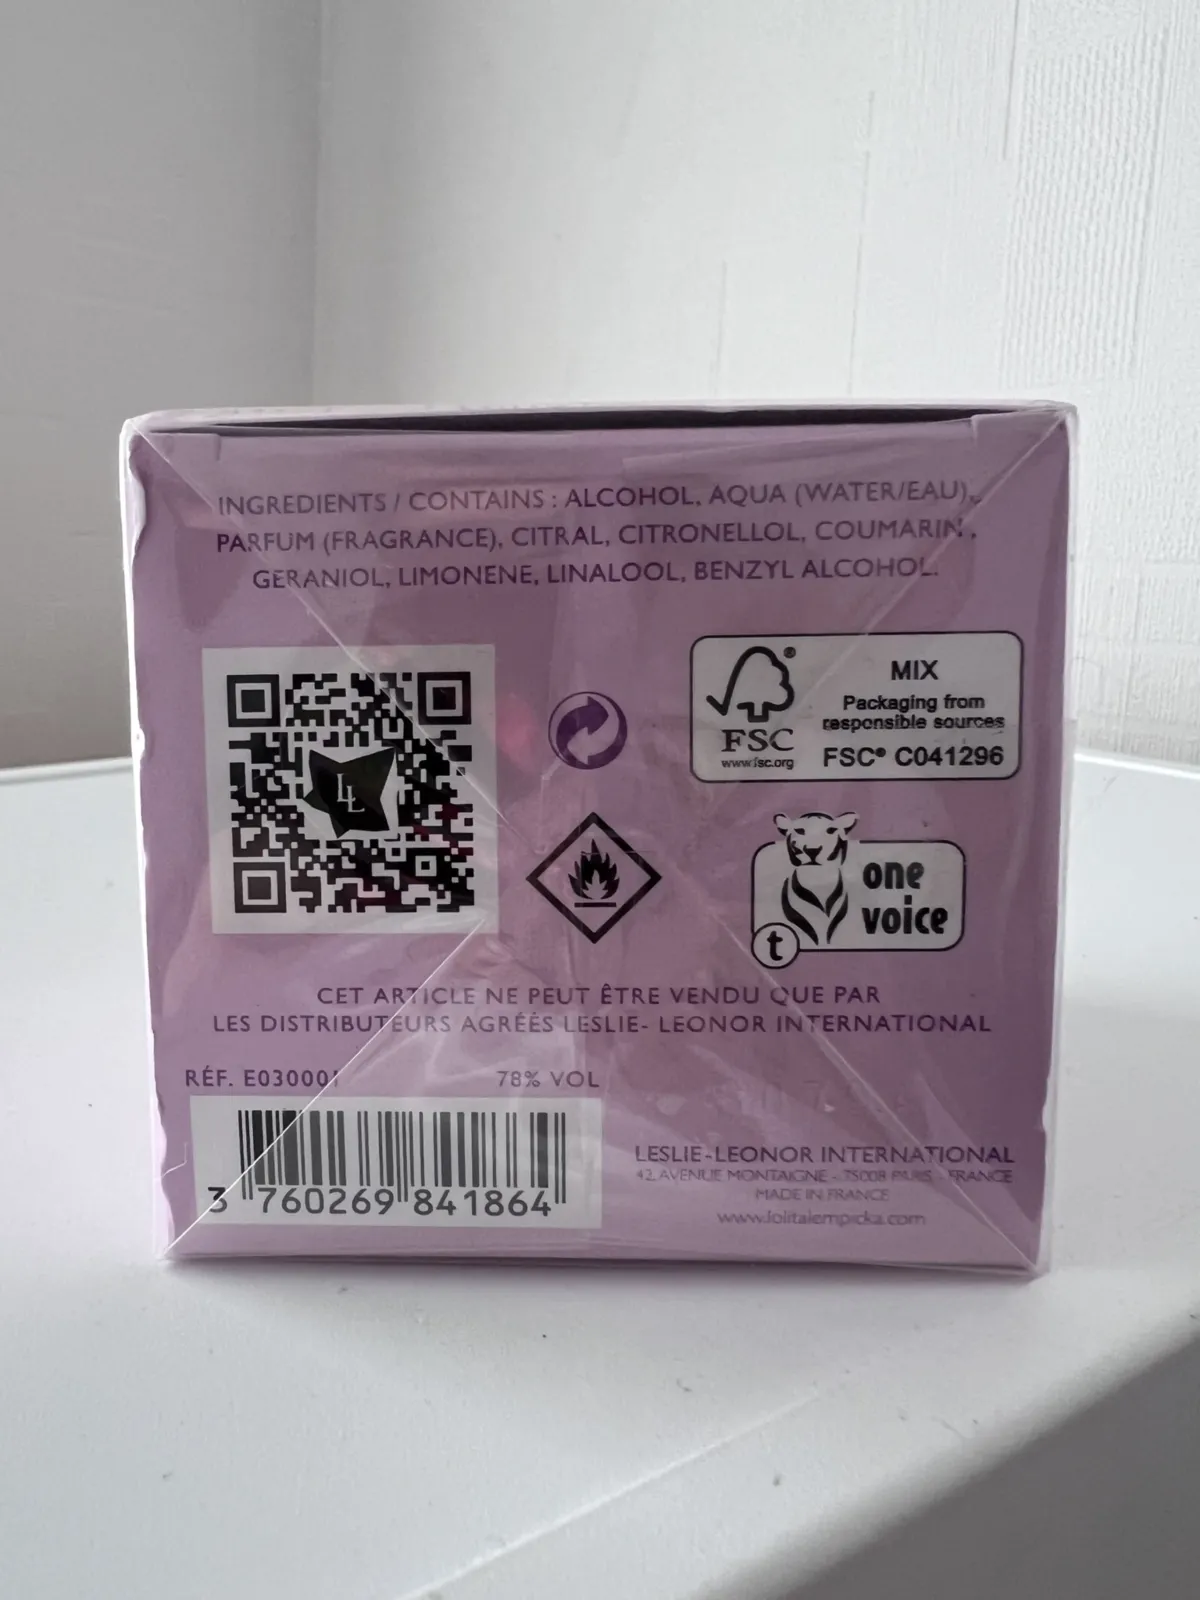 INGREDIENTS / CONTAINS : ALCOHOL, AQUA (WATER/EAU),
PARFUM (FRAGRANCE), CITRAL, CITRONELLOL, COUMARIN ,
GERANIOL, LIMONENE, LINALOOL, BENZYL ALCOHOL.
LL
FSC
www.fsc.org
MIX
Packaging from
responsible sources
FSC® C041296
one
voice
t
CET ARTICLE NE PEUT ÊTRE VENDU QUE PAR
LES DISTRIBUTEURS AGRÉÉS LESLIE- LEONOR INTERNATIONAL
RÉF. E030001 78% VOL
3 760269 841864
LESLIE-LEONOR INTERNATIONAL
42, AVENUE MONTAIGNE - 75008 PARIS - FRANCE
MADE IN FRANCE
www.lolitalempicka.com